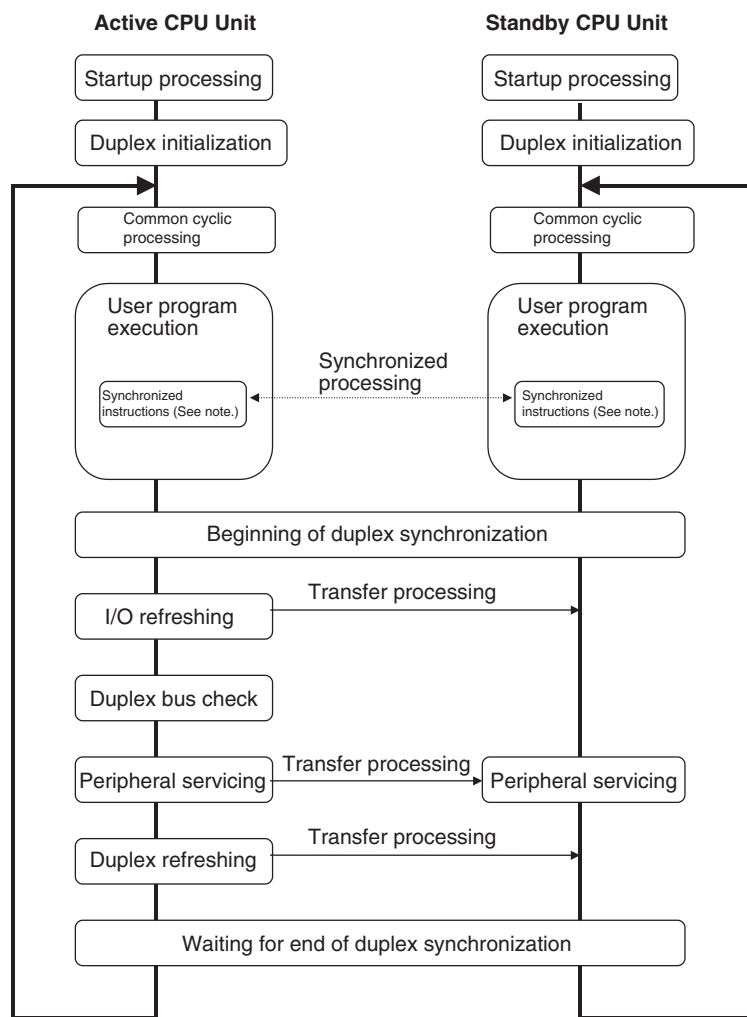 Active CPU Unit
Standby CPU Unit
Startup processing
Startup processing
Duplex initialization
Duplex initialization
Common cyclic
processing
Common cyclic
processing
User program
execution
User program
execution
Synchronized
processing
Synchronized
instructions (See note.)
Synchronized
instructions (See note.)
Beginning of duplex synchronization
I/O refreshing
Transfer processing
Duplex bus check
Peripheral servicing
Transfer processing
Peripheral servicing
Duplex refreshing
Transfer processing
Waiting for end of duplex synchronization